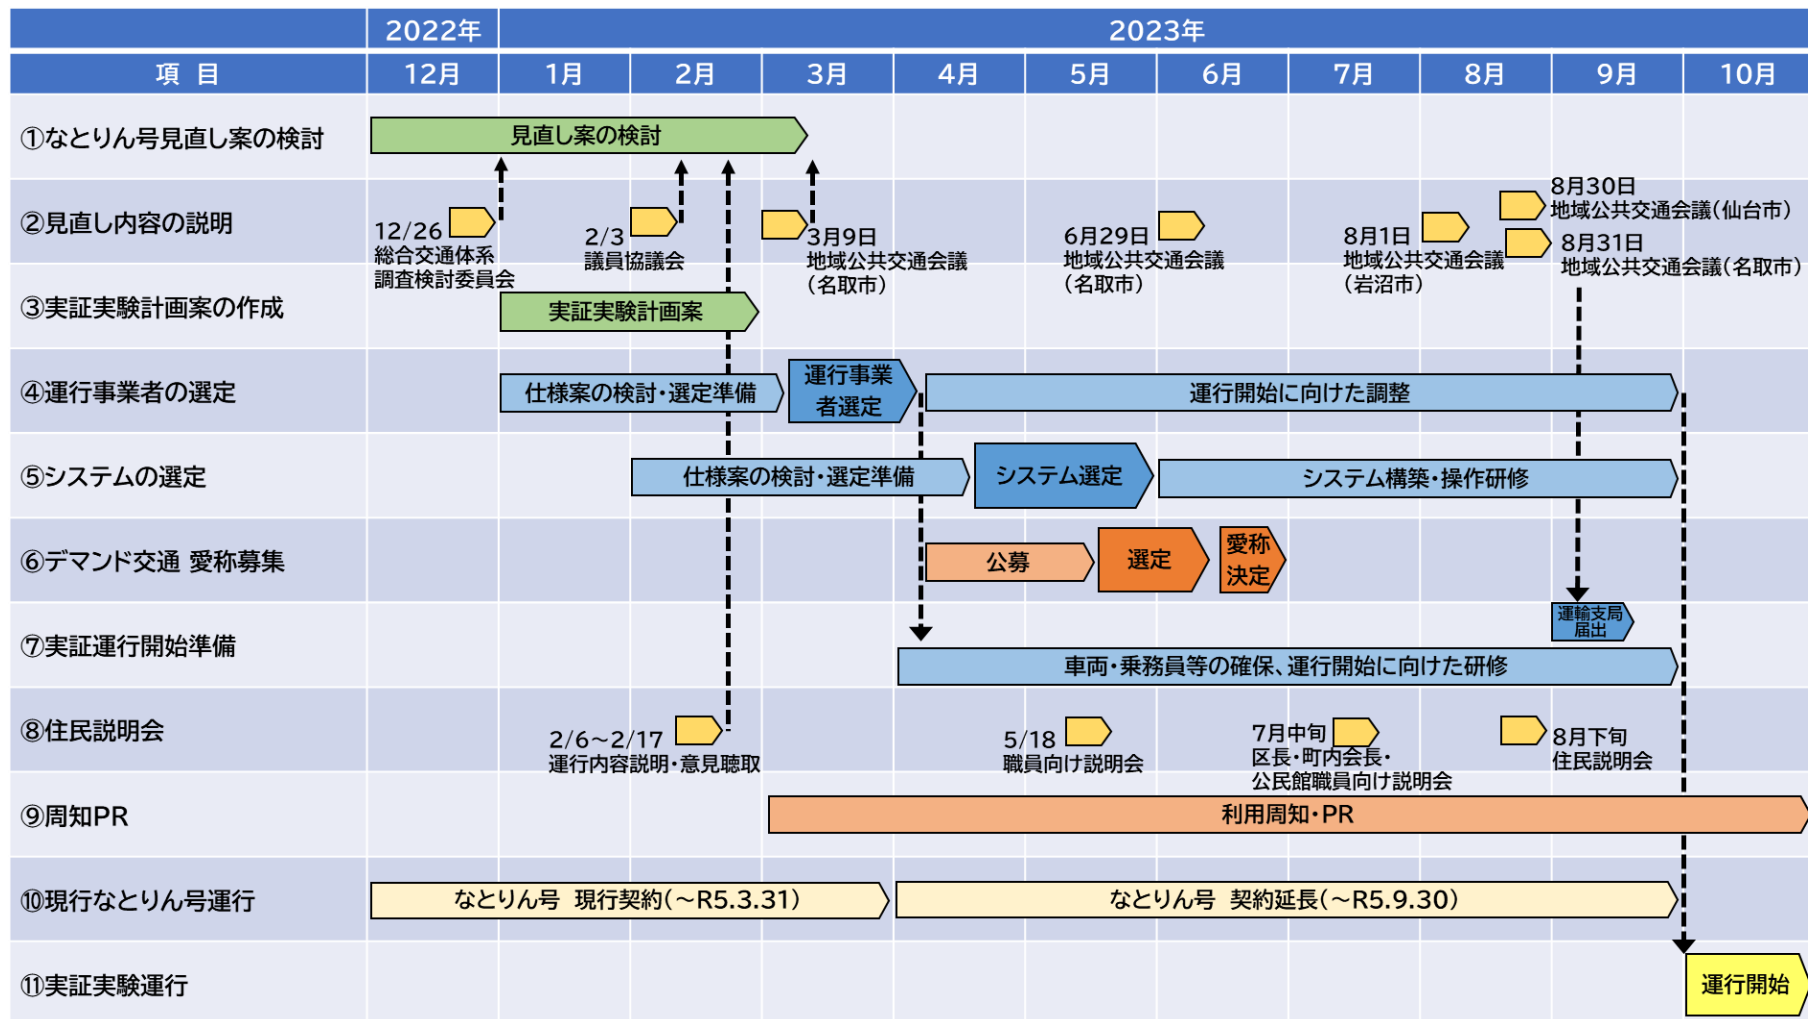 2022年
2023年
項 目
12月
1月
2月
3月
4月
5月
6月
7月
8月
9月
10月
①なとりん号見直し案の検討
見直し案の検討
②見直し内容の説明
12/26
総合交通体系
調査検討委員会
2/3
議員協議会
3月9日
地域公共交通会議
(名取市)
6月29日
地域公共交通会議
(名取市)
8月1日
地域公共交通会議
(岩沼市)
8月30日
地域公共交通会議(仙台市)
8月31日
地域公共交通会議(名取市)
③実証実験計画案の作成
実証実験計画案
④運行事業者の選定
仕様案の検討・選定準備
運行事業
者選定
運行開始に向けた調整
⑤システムの選定
仕様案の検討・選定準備
システム選定
システム構築・操作研修
⑥デマンド交通 愛称募集
公募
選定
愛称
決定
⑦実証運行開始準備
運輸支局
届出
車両・乗務員等の確保、運行開始に向けた研修
⑧住民説明会
2/6～2/17
運行内容説明・意見聴取
5/18
職員向け説明会
7月中旬
区長・町内会長・
公民館職員向け説明会
8月下旬
住民説明会
⑨周知PR
利用周知・PR
⑩現行なとりん号運行
なとりん号 現行契約(～R5.3.31)
なとりん号 契約延長(～R5.9.30)
⑪実証実験運行
運行開始